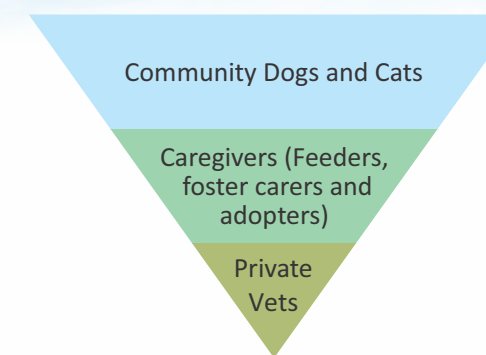 Community Dogs and Cats
Caregivers (Feeders,
foster carers and
adopters)
Private
Vets